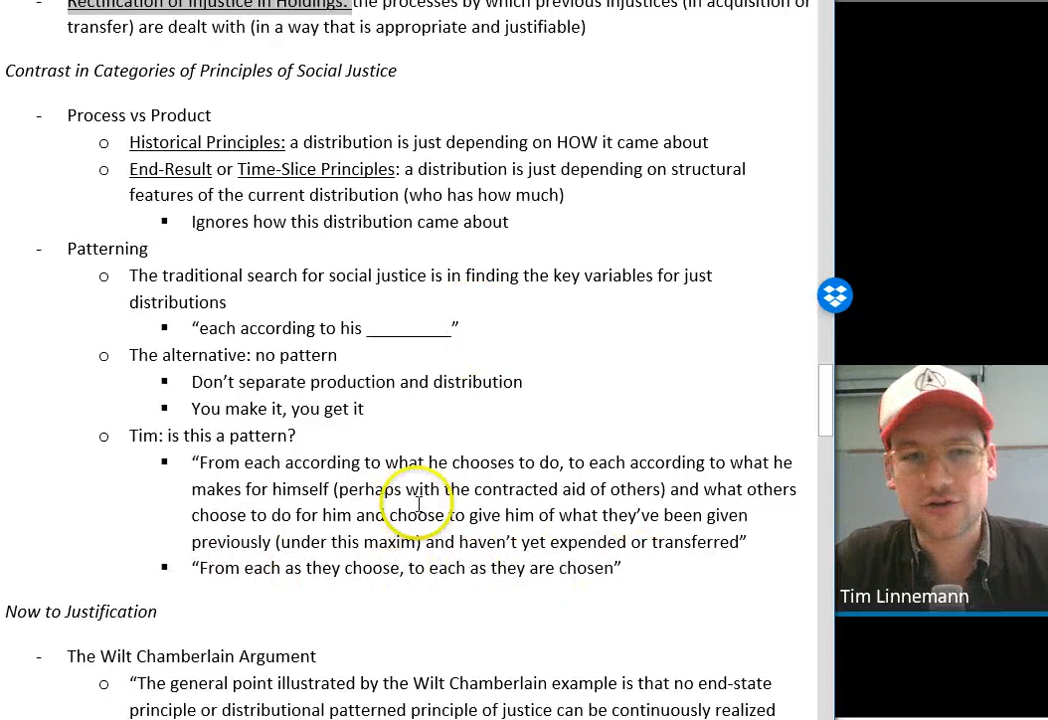 - Rectification of Injustice in Holdings: the processes by which previous injustices (in acquisition or
transfer) are dealt with (in a way that is appropriate and justifiable)
Contrast in Categories of Principles of Social Justice
- Process vs Product
o Historical Principles: a distribution is just depending on HOW it came about
o End-Result or Time-Slice Principles: a distribution is just depending on structural
features of the current distribution (who has how much)
▪ Ignores how this distribution came about
- Patterning
o The traditional search for social justice is in finding the key variables for just
distributions
▪ “each according to his _________”
o The alternative: no pattern
▪ Don’t separate production and distribution
▪ You make it, you get it
o Tim: is this a pattern?
▪ “From each according to what he chooses to do, to each according to what he
makes for himself (perhaps with the contracted aid of others) and what others
choose to do for him and choose to give him of what they’ve been given
previously (under this maxim) and haven’t yet expended or transferred”
▪ “From each as they choose, to each as they are chosen”
Now to Justification
- The Wilt Chamberlain Argument
o “The general point illustrated by the Wilt Chamberlain example is that no end-state
principle or distributional patterned principle of justice can be continuously realized
Tim Linnemann